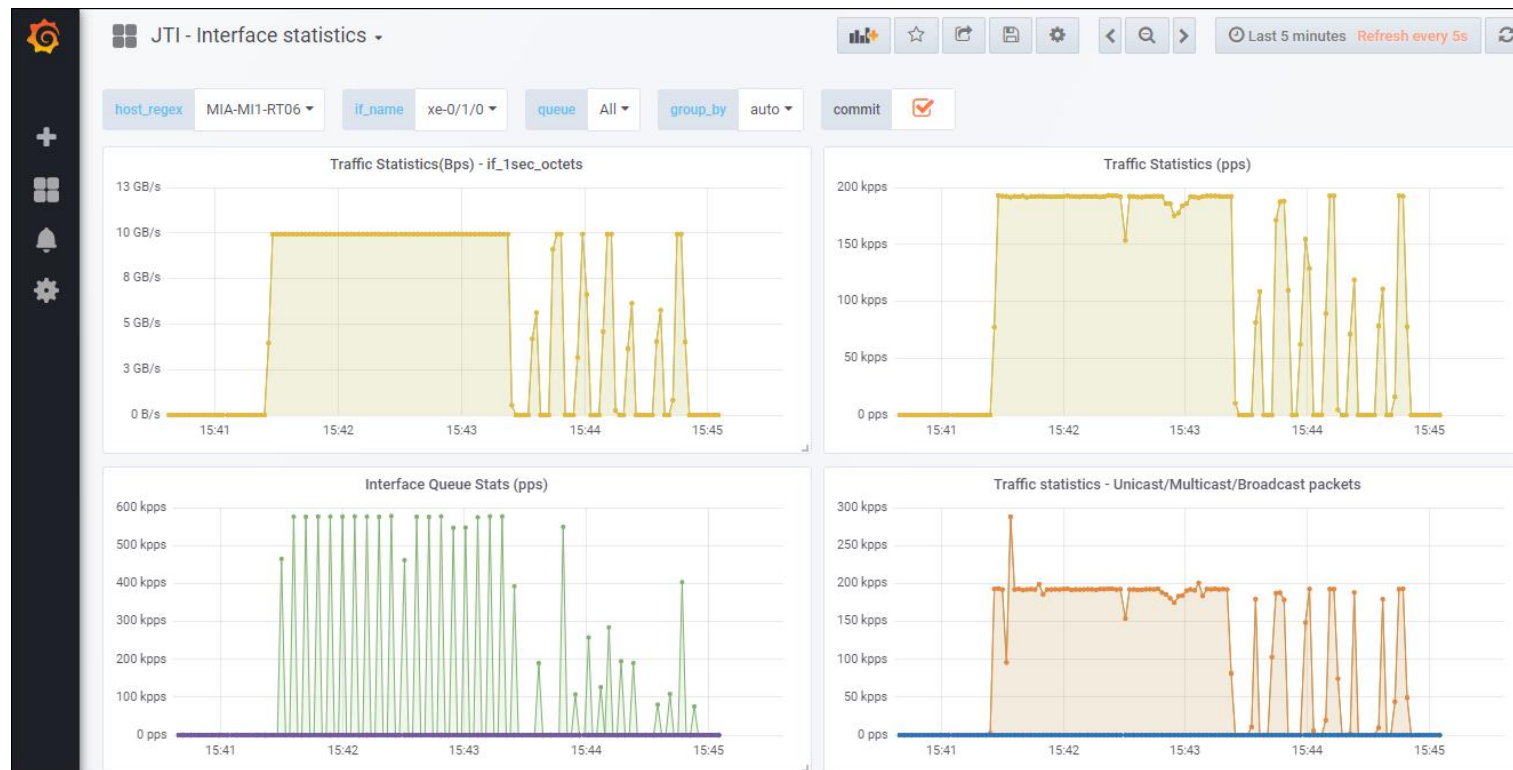 JTI - Interface statistics
Last 5 minutes Refresh every 5s
host_regex MIA-MI1-RT06 if_name xe-0/1/0 queue All group_by auto commit
Traffic Statistics(Bps) - if_1sec_octets
13 GB/s
10 GB/s
8 GB/s
5 GB/s
3 GB/s
0 B/s
15:41 15:42 15:43 15:44 15:45
Traffic Statistics (pps)
200 kpps
150 kpps
100 kpps
50 kpps
0 pps
15:41 15:42 15:43 15:44 15:45
Interface Queue Stats (pps)
600 kpps
500 kpps
400 kpps
300 kpps
200 kpps
100 kpps
0 pps
15:41 15:42 15:43 15:44 15:45
Traffic statistics - Unicast/Multicast/Broadcast packets
300 kpps
250 kpps
200 kpps
150 kpps
100 kpps
50 kpps
0 pps
15:41 15:42 15:43 15:44 15:45